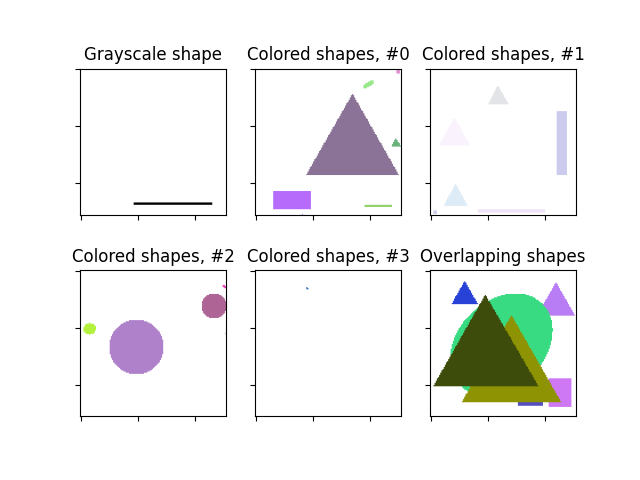 Grayscale shape
Colored shapes, #0
Colored shapes, #1
Colored shapes, #2
Colored shapes, #3
Overlapping shapes